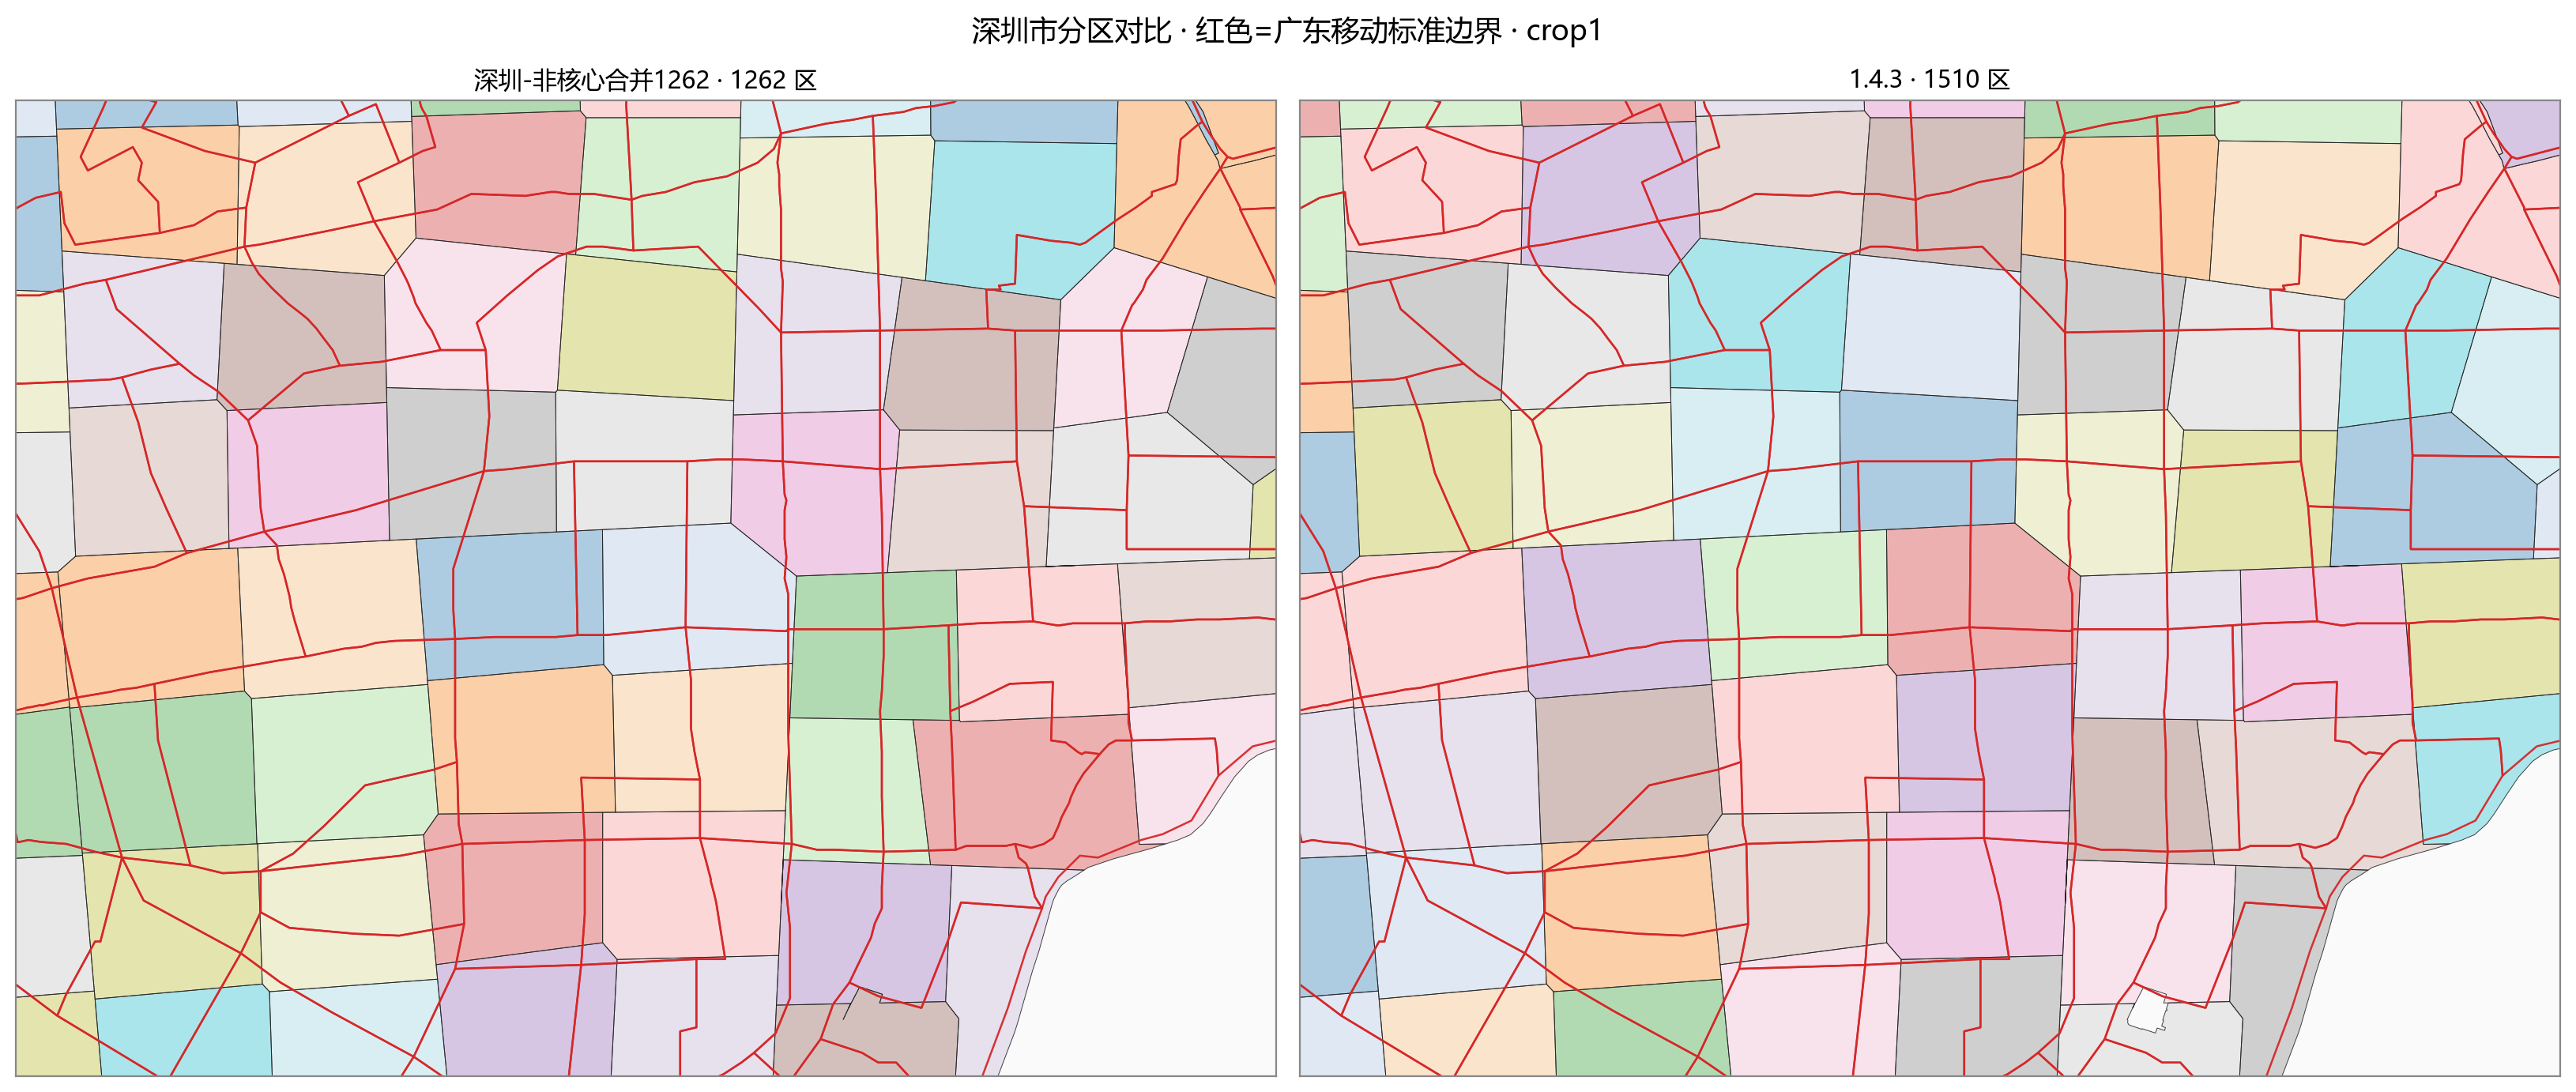 深圳市分区对比 · 红色=广东移动标准边界 · crop1
深圳-非核心合并1262 · 1262 区
1.4.3 · 1510 区